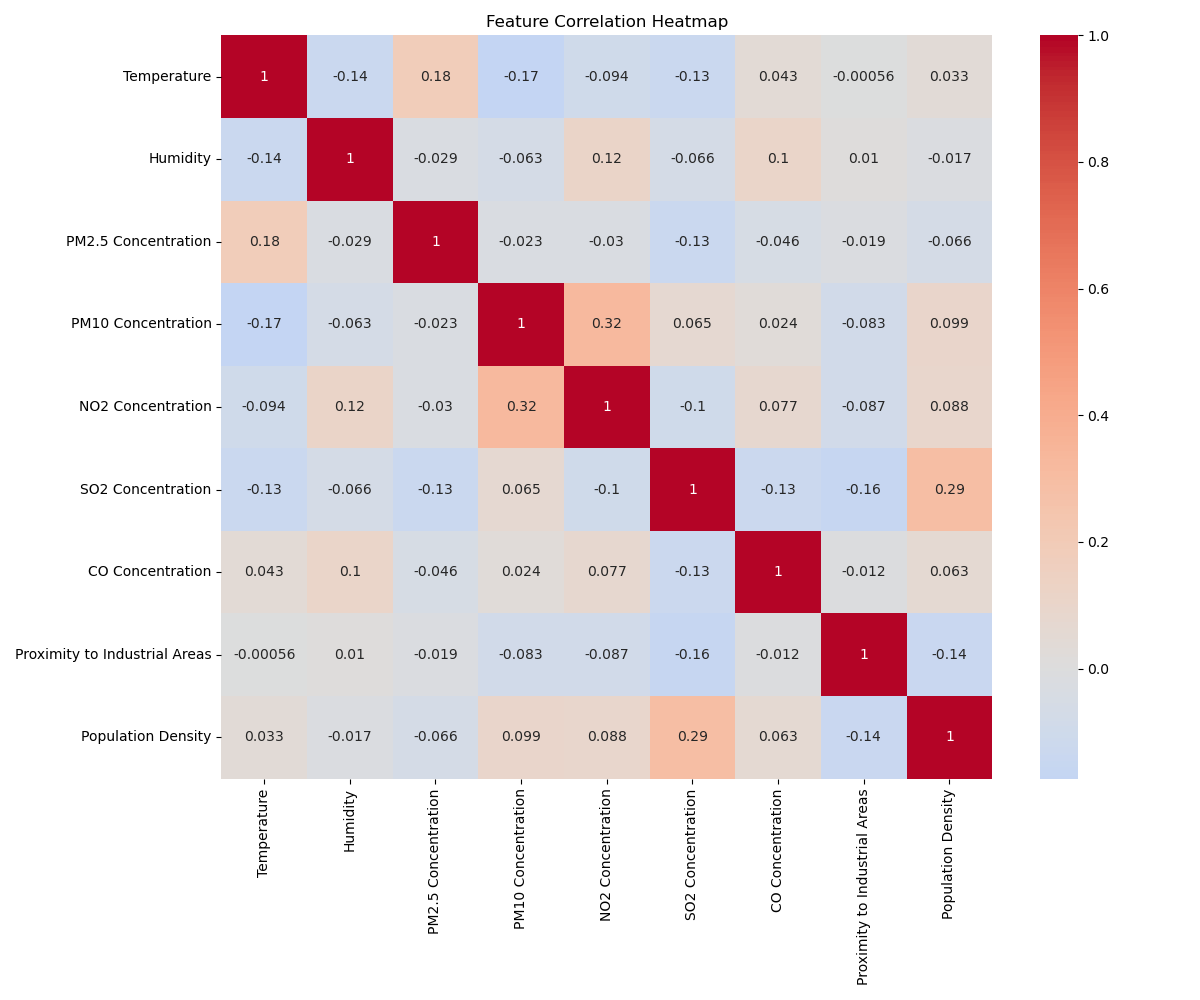 Feature Correlation Heatmap
Temperature 1 -0.14 0.18 -0.17 -0.094 -0.13 0.043 -0.00056 0.033
Humidity -0.14 1 -0.029 -0.063 0.12 -0.066 0.1 0.01 -0.017
PM2.5 Concentration 0.18 -0.029 1 -0.023 -0.03 -0.13 -0.046 -0.019 -0.066
PM10 Concentration -0.17 -0.063 -0.023 1 0.32 0.065 0.024 -0.083 0.099
NO2 Concentration -0.094 0.12 -0.03 0.32 1 -0.1 0.077 -0.087 0.088
SO2 Concentration -0.13 -0.066 -0.13 0.065 -0.1 1 -0.13 -0.16 0.29
CO Concentration 0.043 0.1 -0.046 0.024 0.077 -0.13 1 -0.012 0.063
Proximity to Industrial Areas -0.00056 0.01 -0.019 -0.083 -0.087 -0.16 -0.012 1 -0.14
Population Density 0.033 -0.017 -0.066 0.099 0.088 0.29 0.063 -0.14 1
Temperature
Humidity
PM2.5 Concentration
PM10 Concentration
NO2 Concentration
SO2 Concentration
CO Concentration
Proximity to Industrial Areas
Population Density
1.0
0.8
0.6
0.4
0.2
0.0